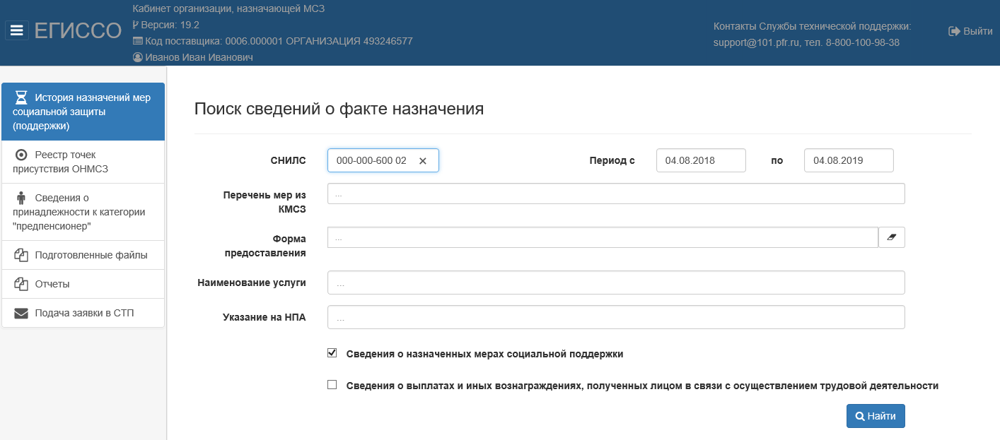 Кабинет организации, назначающей МСЗ
ЕГИССО
Версия: 19.2
Код поставщика: 0006.000001 ОРГАНИЗАЦИЯ 493246577
Иванов Иван Иванович
Контакты Службы технической поддержки:
support@101.pfr.ru, тел. 8-800-100-98-38
Выйти
История назначений мер
социальной защиты
(поддержки)
Реестр точек
присутствия ОНМСЗ
Сведения о
принадлежности к категории
"предпенсионер"
Подготовленные файлы
Отчеты
Подача заявки в СТП
Поиск сведений о факте назначения
СНИЛС 000-000-600 02 Период с 04.08.2018 по 04.08.2019
Перечень мер из ...
КМСЗ
Форма ...
предоставления
Наименование услуги ...
Указание на НПА ...
Сведения о назначенных мерах социальной поддержки
Сведения о выплатах и иных вознаграждениях, полученных лицом в связи с осуществлением трудовой деятельности
Найти